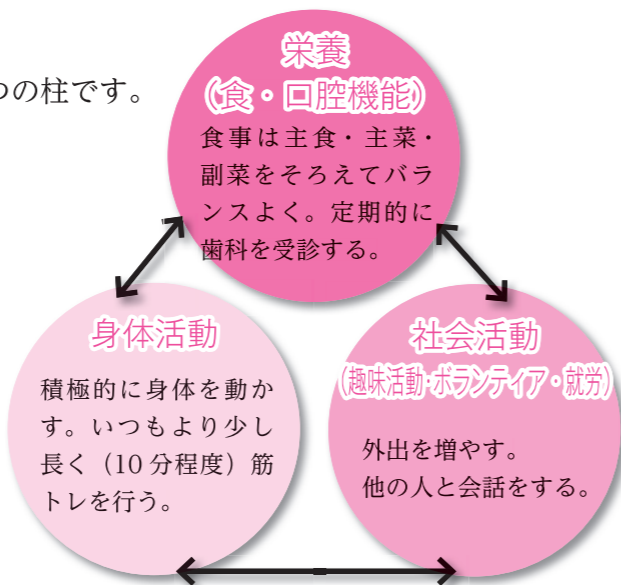 つの柱です。
栄養
(食・口腔機能)
食事は主食・主菜・
副菜をそろえてバラ
ンスよく。定期的に
歯科を受診する。
身体活動
積極的に身体を動か
す。いつもより少し
長く（10 分程度）筋
トレを行う。
社会活動
(趣味活動・ボランティア・就労)
外出を増やす。
他の人と会話をする。